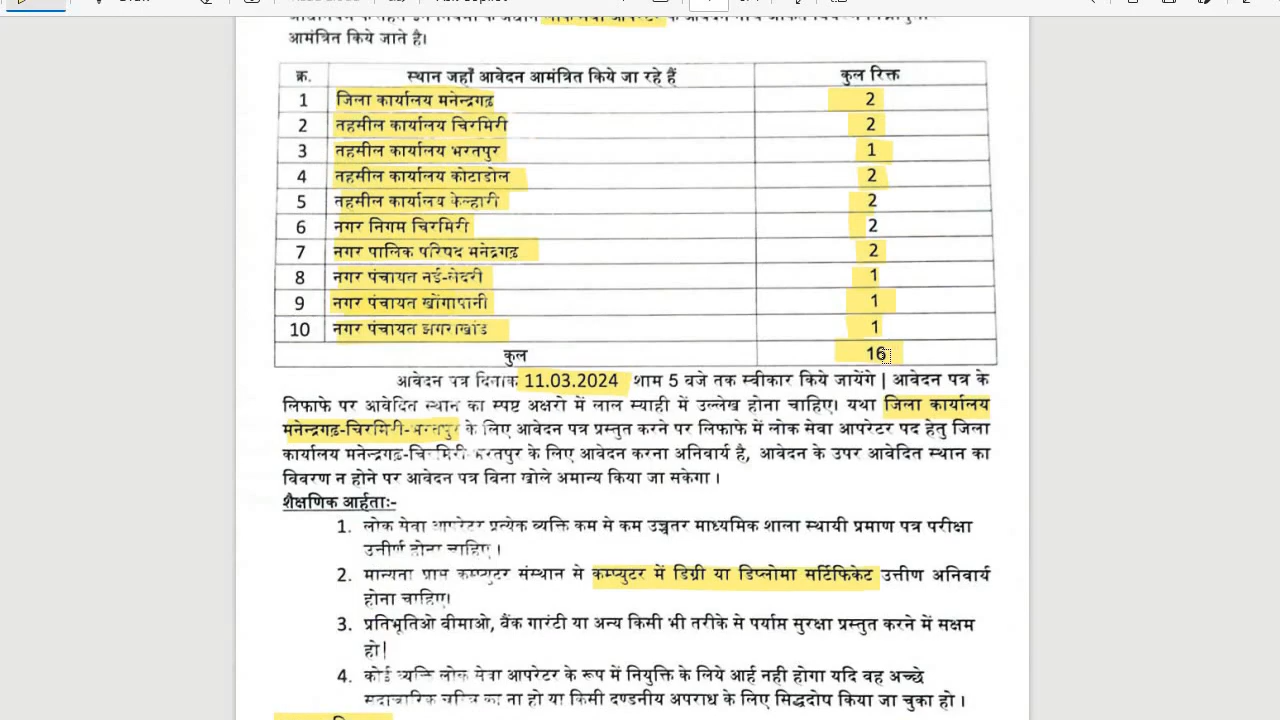 लोक सेवा आपरेटर के आवेदन
आमंत्रित किये जाते है।
क्र. स्थान जहाँ आवेदन आमंत्रित किये जा रहे हैं कुल रिक्त
1 जिला कार्यालय मनेन्द्रगढ़ 2
2 तहसील कार्यालय चिरमिरी 2
3 तहसील कार्यालय भरतपुर 1
4 तहसील कार्यालय कोटाडोल 2
5 तहसील कार्यालय केल्हारी 2
6 नगर निगम चिरमिरी 2
7 नगर पालिक परिषद मनेद्रगढ़ 2
8 नगर पंचायत नई-लेदरी 1
9 नगर पंचायत खोंगापानी 1
10 नगर पंचायत झगराखांड 1
कुल 16
आवेदन पत्र दिनांक 11.03.2024 शाम 5 बजे तक स्वीकार किये जायेंगे | आवेदन पत्र के
लिफाफे पर आवेदित स्थान का स्पष्ट अक्षरो में लाल स्याही में उल्लेख होना चाहिए। यथा जिला कार्यालय
मनेन्द्रगढ़-चिरमिरी-भरतपुर के लिए आवेदन पत्र प्रस्तुत करने पर लिफाफे में लोक सेवा आपरेटर पद हेतु जिला
कार्यालय मनेन्द्रगढ़-चिरमिरी-भरतपुर के लिए आवेदन करना अनिवार्य है, आवेदन के उपर आवेदित स्थान का
विवरण न होने पर आवेदन पत्र बिना खोले अमान्य किया जा सकेगा ।
शैक्षणिक आर्हताः-
1. लोक सेवा आपरेटर प्रत्येक व्यक्ति कम से कम उच्चतर माध्यमिक शाला स्थायी प्रमाण पत्र परीक्षा
उत्तीर्ण होना चाहिए ।
2. मान्यता प्राप्त कम्प्युटर संस्थान से कम्प्युटर में डिग्री या डिप्लोमा सर्टिफिकेट उत्तीण अनिवार्य
होना चाहिए।
3. प्रतिभूतिओ बीमाओ, बैंक गारंटी या अन्य किसी भी तरीके से पर्याप्त सुरक्षा प्रस्तुत करने में सक्षम
हो|
4. कोई व्यक्ति लोक सेवा आपरेटर के रूप में नियुक्ति के लिये आर्ह नही होगा यदि वह अच्छे
सदाचारिक चरित्र का ना हो या किसी दण्डनीय अपराध के लिए सिद्धदोष किया जा चुका हो ।